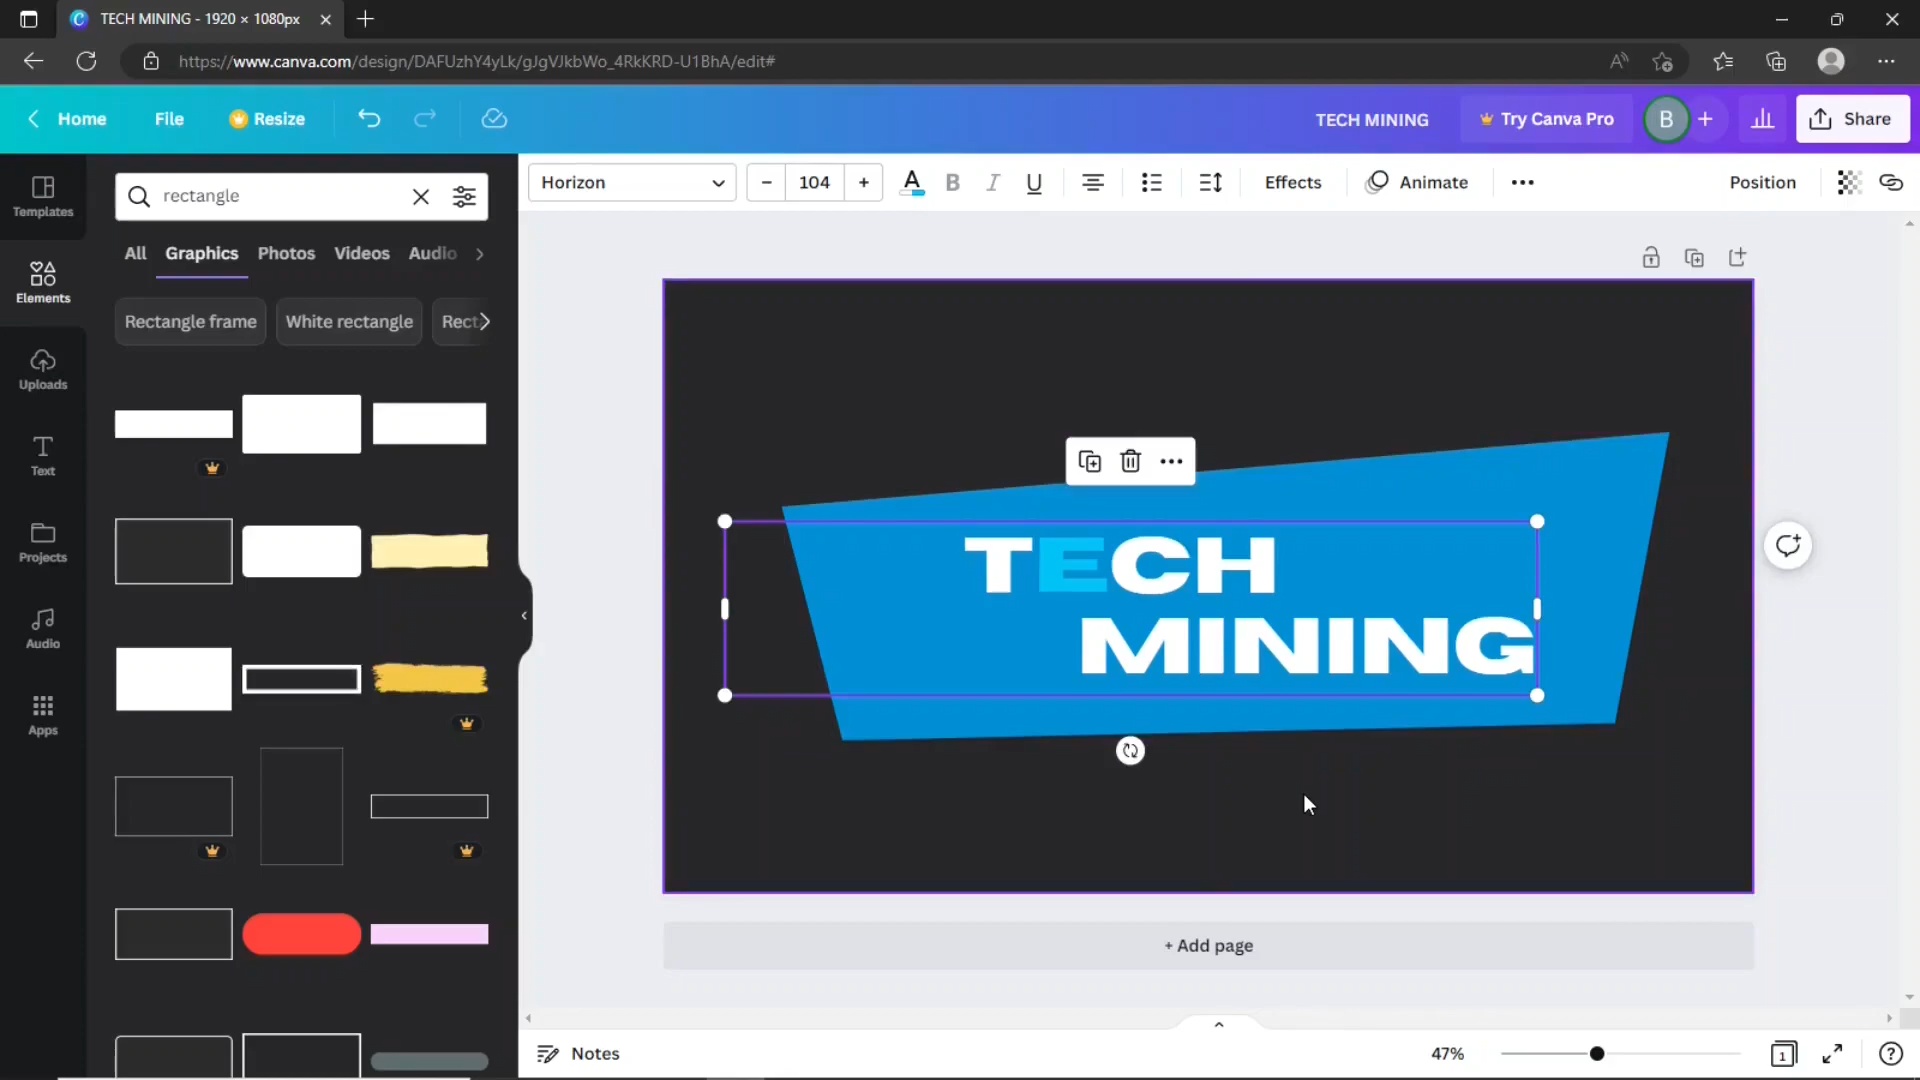 TECH MINING - 1920 × 1080px
https://www.canva.com/design/DAFUzhY4yLk/gJgVJkbWo_4RkKRD-U1BhA/edit#
Home File Resize TECH MINING Try Canva Pro B + Share
Templates
Elements
Uploads
Text
Projects
Audio
Apps
rectangle
All Graphics Photos Videos Audio
Rectangle frame White rectangle Rect
Horizon - 104 + A B I U Effects Animate Position
TECH
MINING
+ Add page
Notes 47% 1 ?